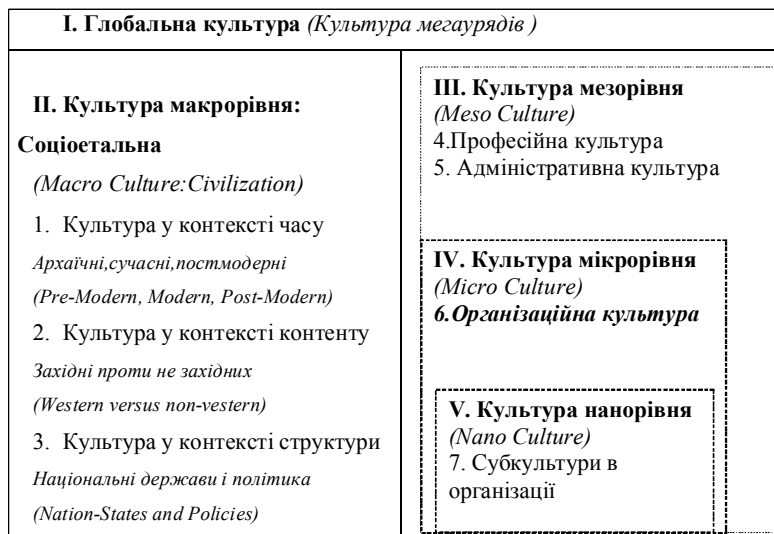 I. Глобальна культура (Культура мегаурядів )
II. Культура макрорівня:
Соціоетальна
(Macro Culture:Civilization)
1. Культура у контексті часу
Архаїчні,сучасні,постмодерні
(Pre-Modern, Modern, Post-Modern)
2. Культура у контексті контенту
Західні проти не західних
(Western versus non-vestern)
3. Культура у контексті структури
Національні держави і політика
(Nation-States and Policies)
III. Культура мезорівня
(Meso Culture)
4.Професійна культура
5. Адміністративна культура
IV. Культура мікрорівня
(Micro Culture)
6.Організаційна культура
V. Культура нанорівня
(Nano Culture)
7. Субкультури в
організації